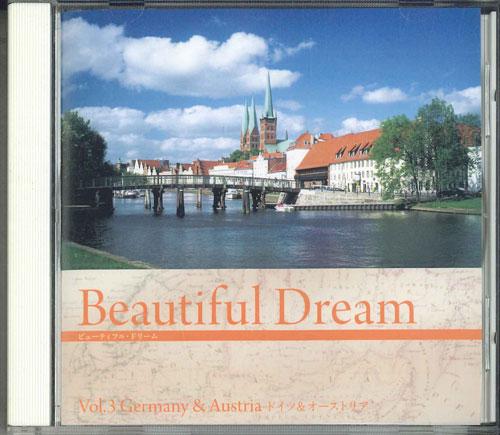 Beautiful Dream
ビューティフル・ドリーム
Vol.3 Germany & Austria ドイツ&オーストリア